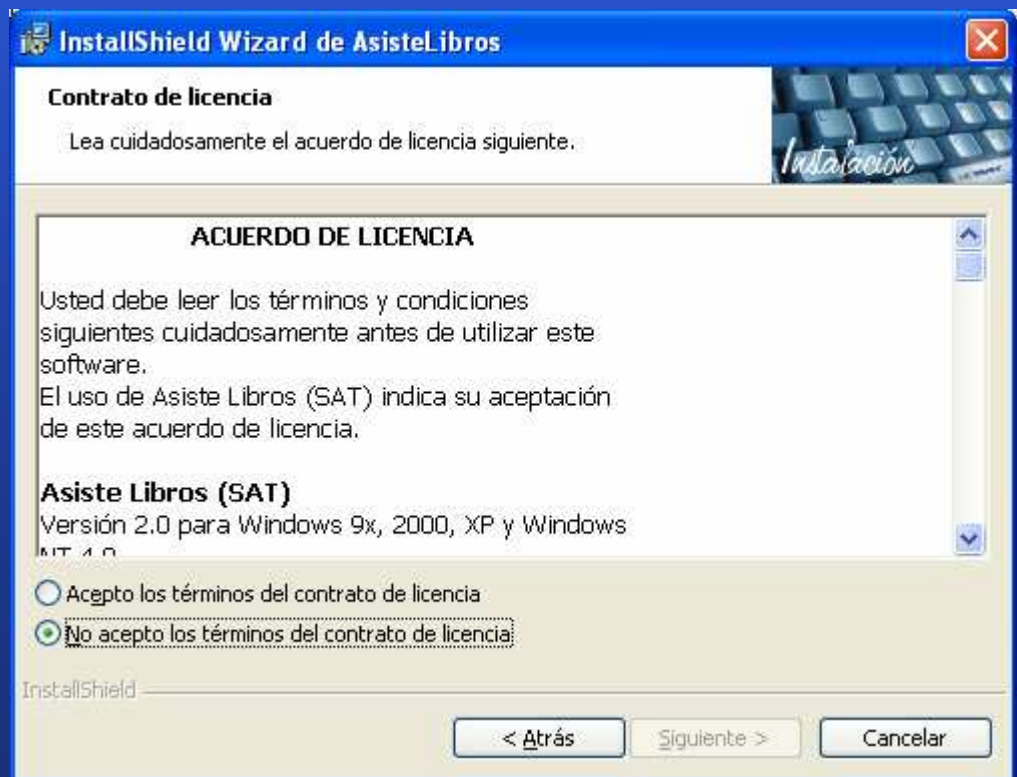 InstallShield Wizard de AsisteLibros
Contrato de licencia
Lea cuidadosamente el acuerdo de licencia siguiente.
Instalación
ACUERDO DE LICENCIA
Usted debe leer los términos y condiciones
siguientes cuidadosamente antes de utilizar este
software.
El uso de Asiste Libros (SAT) indica su aceptación
de este acuerdo de licencia.
Asiste Libros (SAT)
Versión 2.0 para Windows 9x, 2000, XP y Windows
NT 4.0
Acepto los términos del contrato de licencia
No acepto los términos del contrato de licencia
InstallShield
< Atrás
Siguiente >
Cancelar